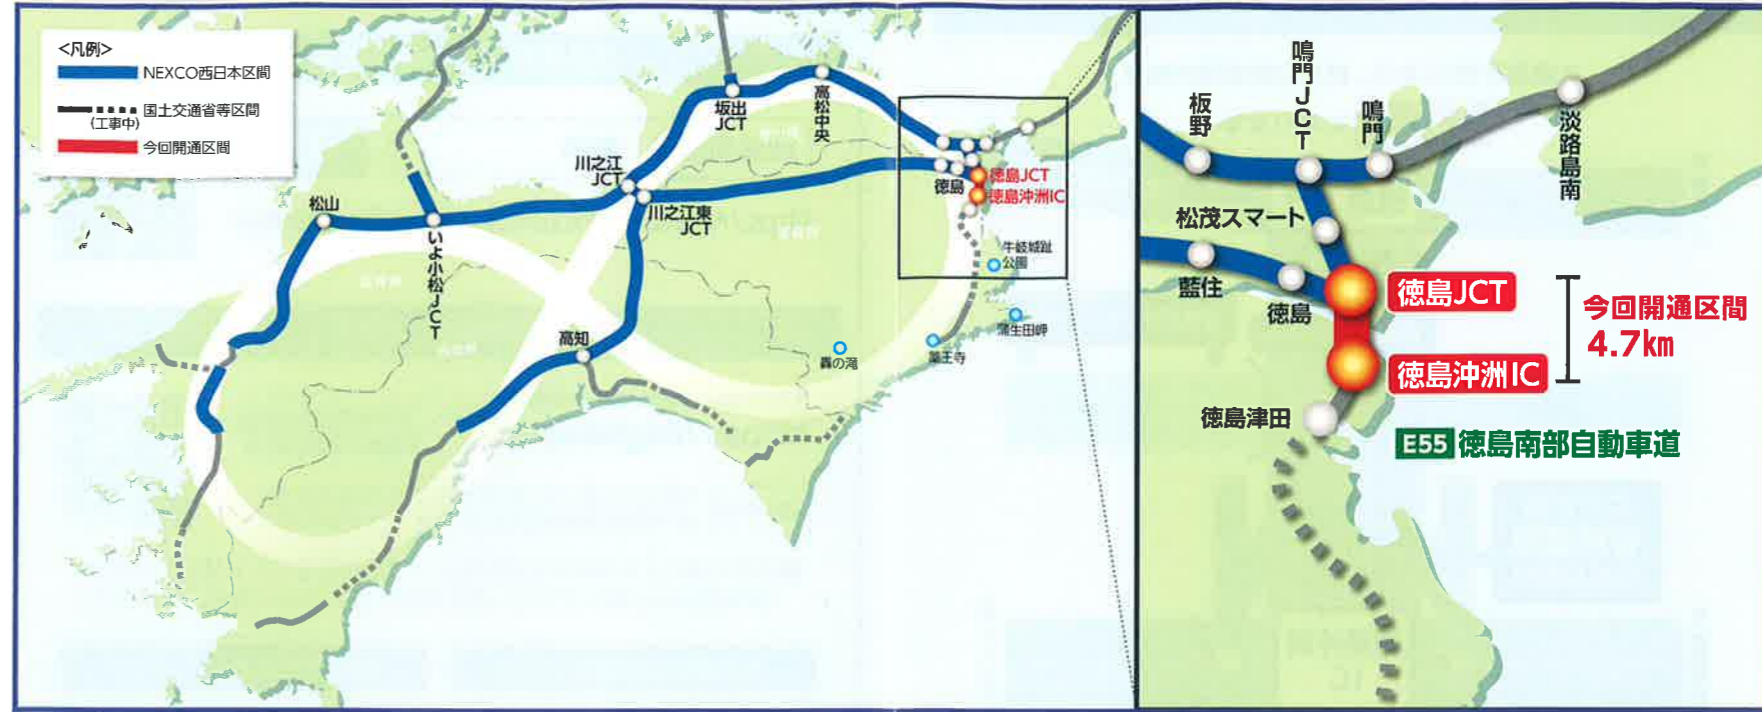 <凡例>
NEXCO西日本区間
国土交通省等区間
(工事中)
今回開通区間
松山
いよ小松JCT
川之江
JCT
川之江東
JCT
坂出
JCT
高松中央
高知
徳島
徳島JCT
徳島沖洲IC
牛岐城趾
公園
蒲生田岬
薬王寺
轟の滝
板野
鳴門JCT
鳴門
淡路島南
松茂スマート
藍住
徳島
徳島JCT
徳島沖洲IC
今回開通区間
4.7km
徳島津田
E55 徳島南部自動車道